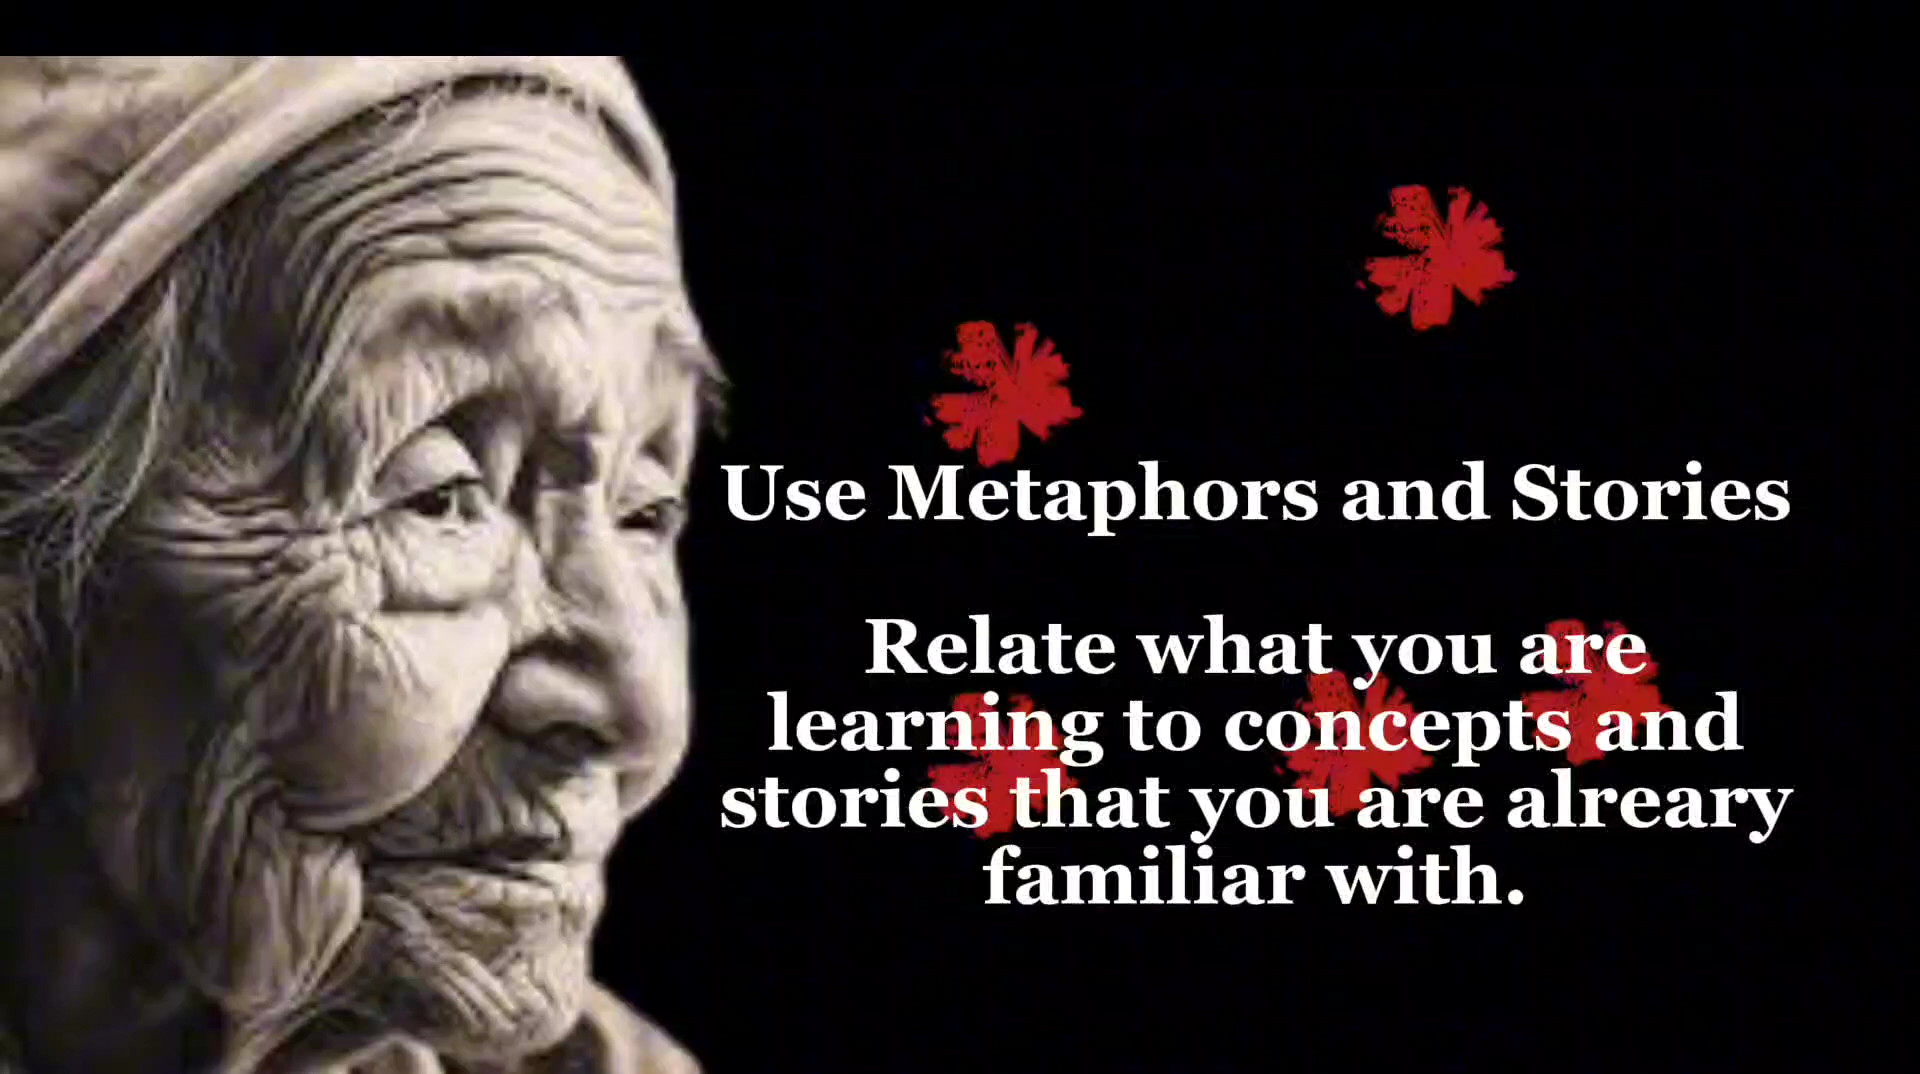 Use Metaphors and Stories
Relate what you are
learning to concepts and
stories that you are alreary
familiar with.